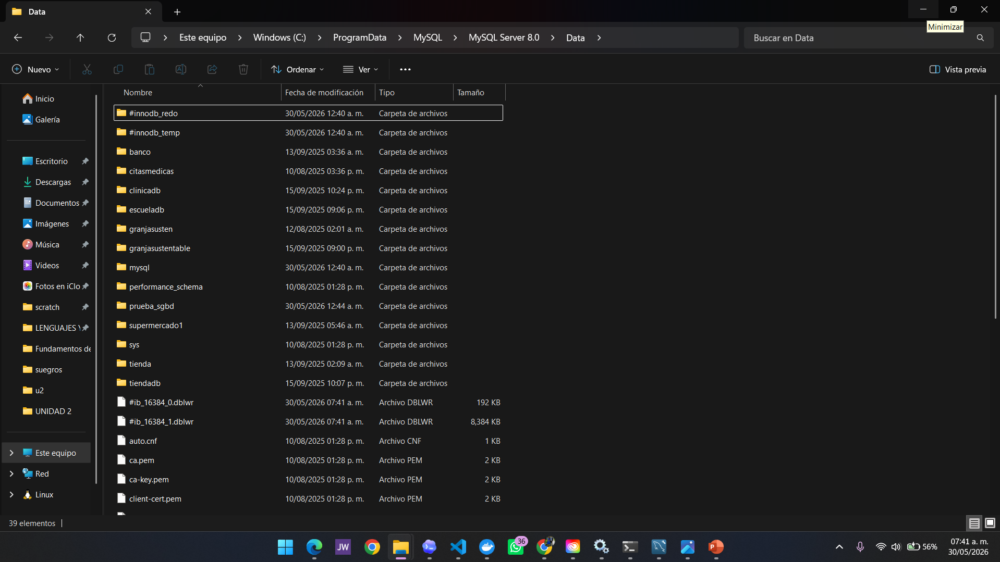 Data
Minimizar
Este equipo > Windows (C:) > ProgramData > MySQL > MySQL Server 8.0 > Data >
Buscar en Data
Nuevo
Ordenar
Ver
Vista previa
Inicio
Galería
Escritorio
Descargas
Documentos
Imágenes
Música
Videos
Fotos en iClo
scratch
LENGUAJES Y
Fundamentos de
suegros
u2
UNIDAD 2
Este equipo
Red
Linux
Nombre Fecha de modificación Tipo Tamaño
#innodb_redo 30/05/2026 12:40 a. m. Carpeta de archivos
#innodb_temp 30/05/2026 12:40 a. m. Carpeta de archivos
banco 13/09/2025 03:36 a. m. Carpeta de archivos
citasmedicas 10/08/2025 03:36 p. m. Carpeta de archivos
clinicadb 15/09/2025 10:24 p. m. Carpeta de archivos
escueladb 15/09/2025 09:06 p. m. Carpeta de archivos
granjasusten 12/08/2025 02:01 a. m. Carpeta de archivos
granjasustentable 15/09/2025 09:00 p. m. Carpeta de archivos
mysql 30/05/2026 12:40 a. m. Carpeta de archivos
performance_schema 10/08/2025 01:28 p. m. Carpeta de archivos
prueba_sgbd 30/05/2026 12:44 a. m. Carpeta de archivos
supermercado1 13/09/2025 05:46 a. m. Carpeta de archivos
sys 10/08/2025 01:28 p. m. Carpeta de archivos
tienda 13/09/2025 02:09 a. m. Carpeta de archivos
tiendadb 15/09/2025 10:07 p. m. Carpeta de archivos
#ib_16384_0.dblwr 30/05/2026 07:41 a. m. Archivo DBLWR 192 KB
#ib_16384_1.dblwr 30/05/2026 07:41 a. m. Archivo DBLWR 8,384 KB
auto.cnf 10/08/2025 01:28 p. m. Archivo CNF 1 KB
ca.pem 10/08/2025 01:28 p. m. Archivo PEM 2 KB
ca-key.pem 10/08/2025 01:28 p. m. Archivo PEM 2 KB
client-cert.pem 10/08/2025 01:28 p. m. Archivo PEM 2 KB
39 elementos
JW
36
P
56%
07:41 a. m.
30/05/2026